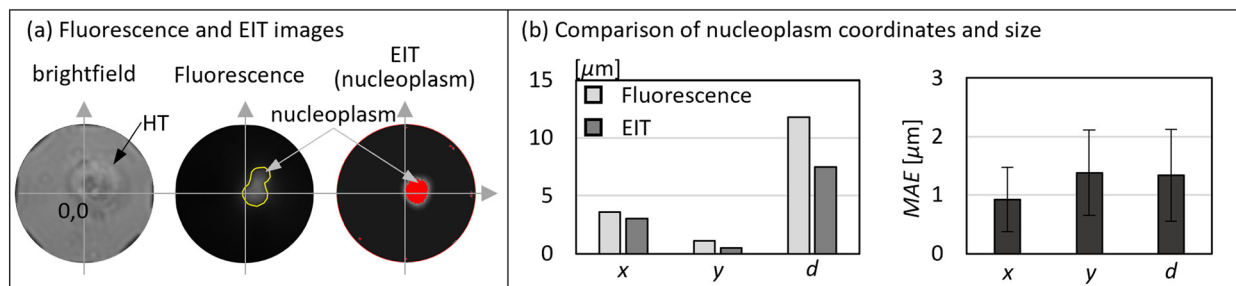 (a) Fluorescence and EIT images
brightfield
Fluorescence
EIT
(nucleoplasm)
nucleoplasm
HT
0,0
(b) Comparison of nucleoplasm coordinates and size
[μm]
15
10
5
0
Fluorescence
EIT
x
y
d
MAE [μm]
3
2
1
0
x
y
d